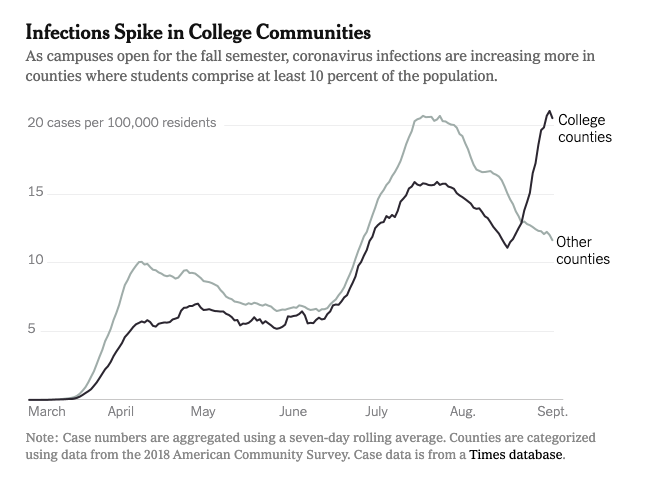 Infections Spike in College Communities
As campuses open for the fall semester, coronavirus infections are increasing more in
counties where students comprise at least 10 percent of the population.
20 cases per 100,000 residents
College
counties
15
Other
counties
10
5
March April May June July Aug. Sept.
Note: Case numbers are aggregated using a seven-day rolling average. Counties are categorized
using data from the 2018 American Community Survey. Case data is from a Times database.